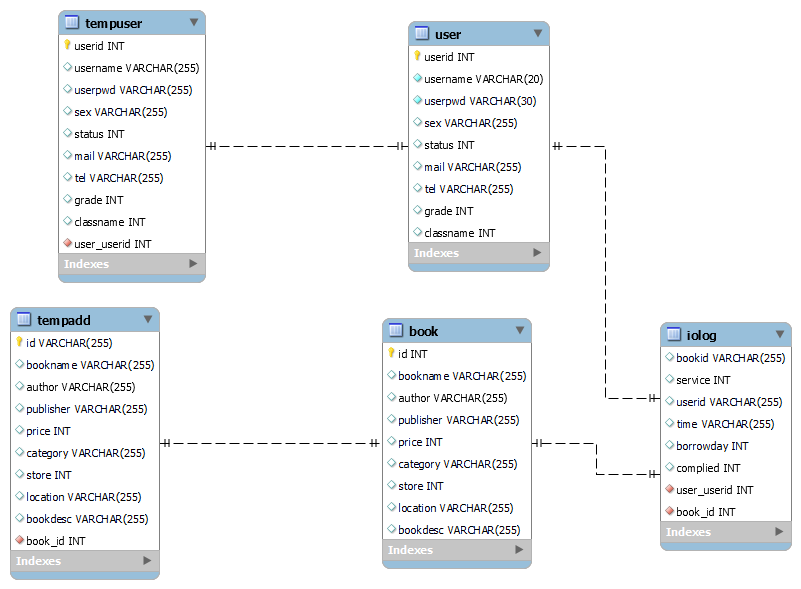 tempuser
userid INT
username VARCHAR(255)
userpwd VARCHAR(255)
sex VARCHAR(255)
status INT
mail VARCHAR(255)
tel VARCHAR(255)
grade INT
classname INT
user_userid INT
Indexes
user
userid INT
username VARCHAR(20)
userpwd VARCHAR(30)
sex VARCHAR(255)
status INT
mail VARCHAR(255)
tel VARCHAR(255)
grade INT
classname INT
Indexes
tempadd
id VARCHAR(255)
bookname VARCHAR(255)
author VARCHAR(255)
publisher VARCHAR(255)
price INT
category VARCHAR(255)
store INT
location VARCHAR(255)
bookdesc VARCHAR(255)
book_id INT
Indexes
book
id INT
bookname VARCHAR(255)
author VARCHAR(255)
publisher VARCHAR(255)
price INT
category VARCHAR(255)
store INT
location VARCHAR(255)
bookdesc VARCHAR(255)
Indexes
iolog
bookid VARCHAR(255)
service INT
userid VARCHAR(255)
time VARCHAR(255)
borrowday INT
complied INT
user_userid INT
book_id INT
Indexes